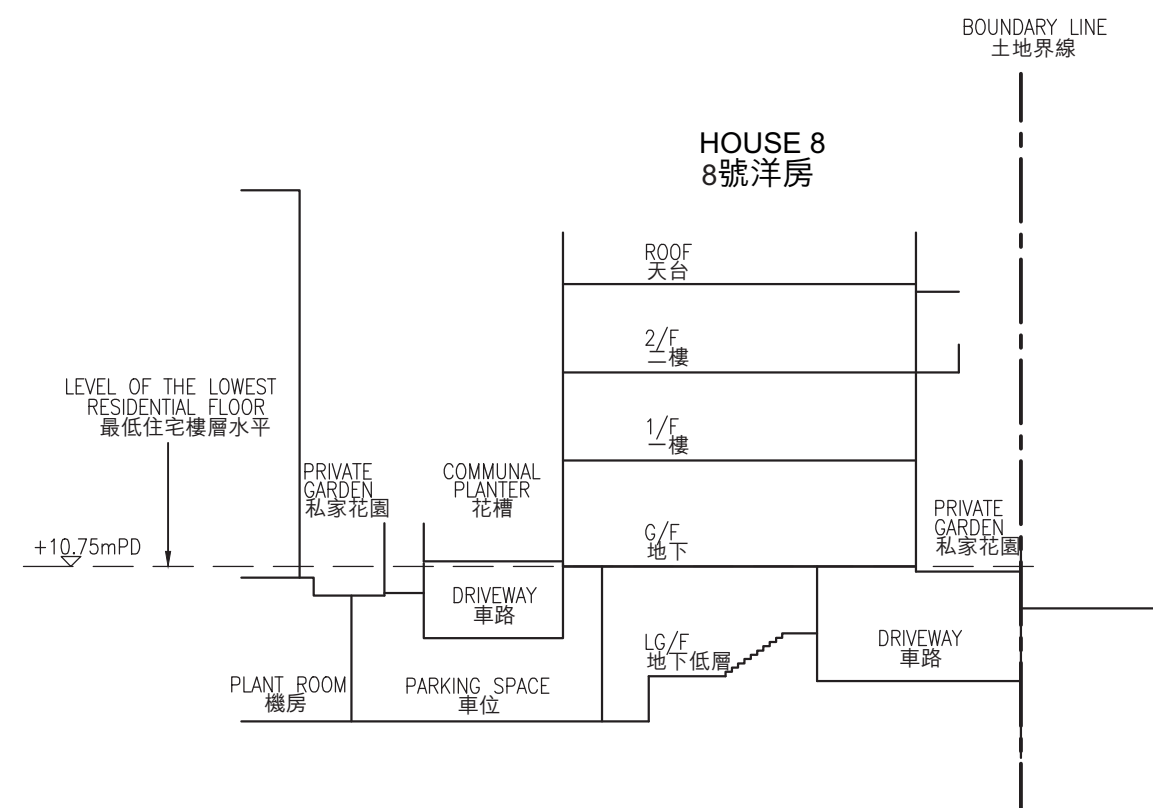 BOUNDARY LINE
土地界線
HOUSE 8
8號洋房
ROOF
天台
2/F
二樓
LEVEL OF THE LOWEST
RESIDENTIAL FLOOR
最低住宅樓層水平
1/F
一樓
PRIVATE
GARDEN
私家花園
COMMUNAL
PLANTER
花槽
PRIVATE
GARDEN
私家花園
+10.75mPD
G/F
地下
DRIVEWAY
車路
LG/F
地下低層
DRIVEWAY
車路
PLANT ROOM
機房
PARKING SPACE
車位